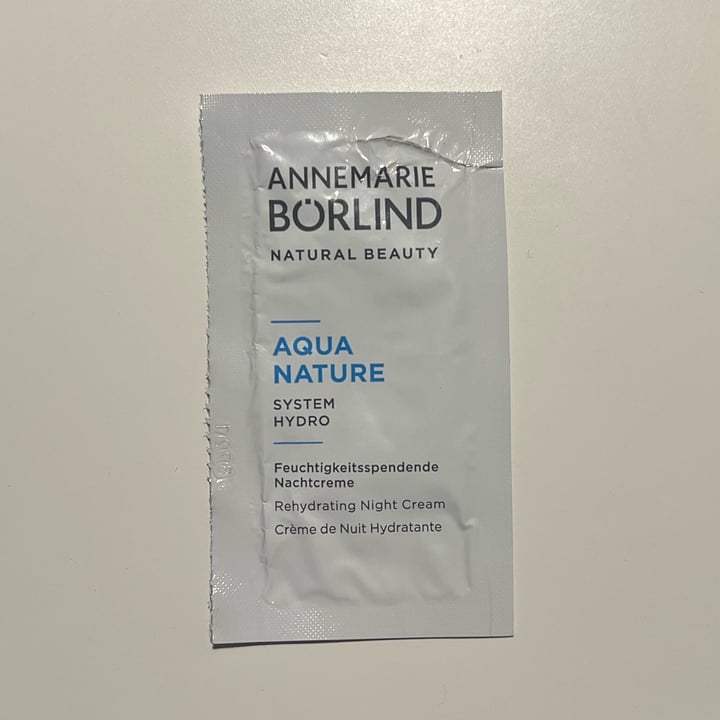 ANNEMARIE
BÖRLIND
NATURAL BEAUTY
AQUA
NATURE
SYSTEM
HYDRO
Feuchtigkeitsspendende
Nachtcreme
Rehydrating Night Cream
Crème de Nuit Hydratante